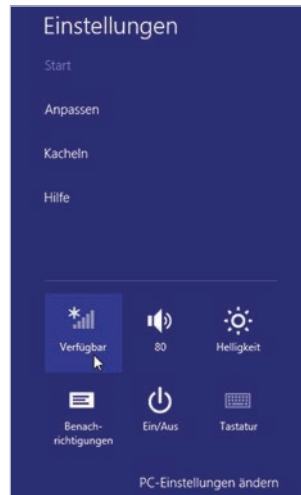 Einstellungen
Start
Anpassen
Kacheln
Hilfe
Verfügbar
80
Helligkeit
Benach-
richtigungen
Ein/Aus
Tastatur
PC-Einstellungen ändern